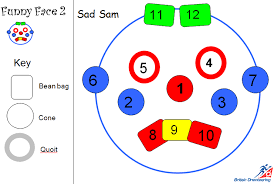 Funny Face 2
Sad Sam
Key
Bean bag
Cone
Quoit
11 12
5 4
6 1 7
2 3
8 9 10
British Orienteering